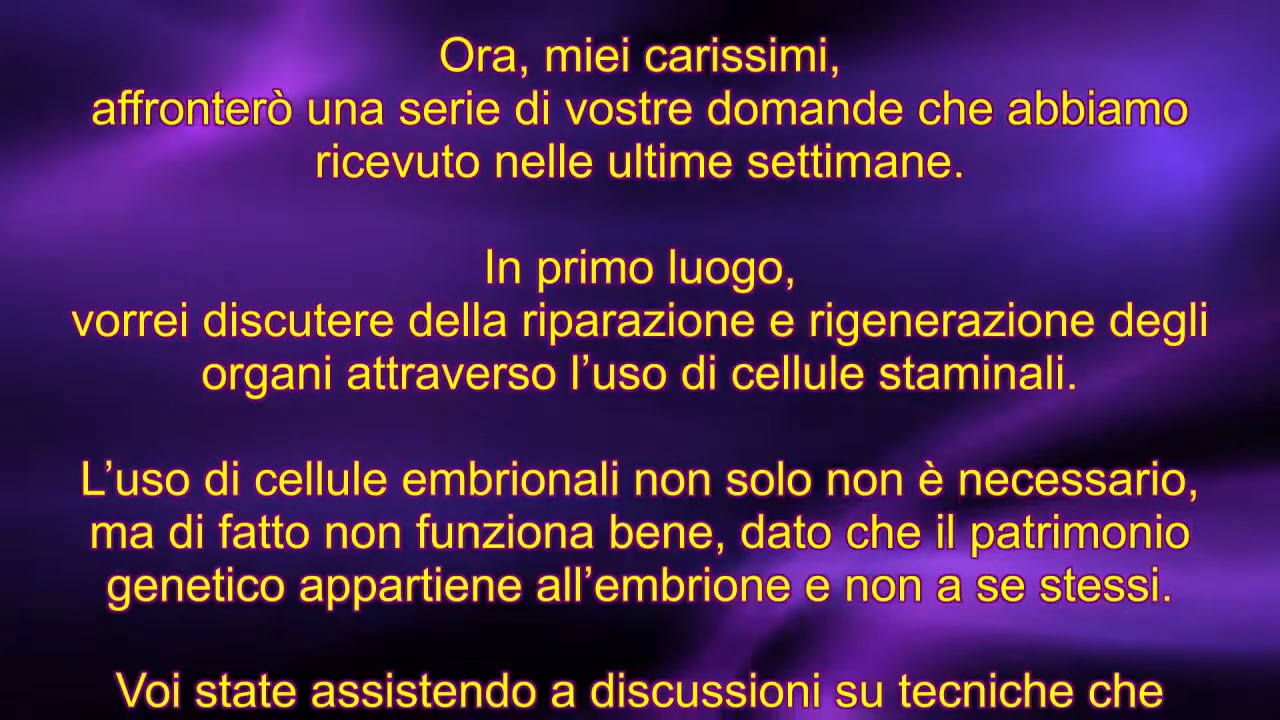 Ora, miei carissimi,
affronterò una serie di vostre domande che abbiamo
ricevuto nelle ultime settimane.
In primo luogo,
vorrei discutere della riparazione e rigenerazione degli
organi attraverso l’uso di cellule staminali.
L’uso di cellule embrionali non solo non è necessario,
ma di fatto non funziona bene, dato che il patrimonio
genetico appartiene all’embrione e non a se stessi.
Voi state assistendo a discussioni su tecniche che